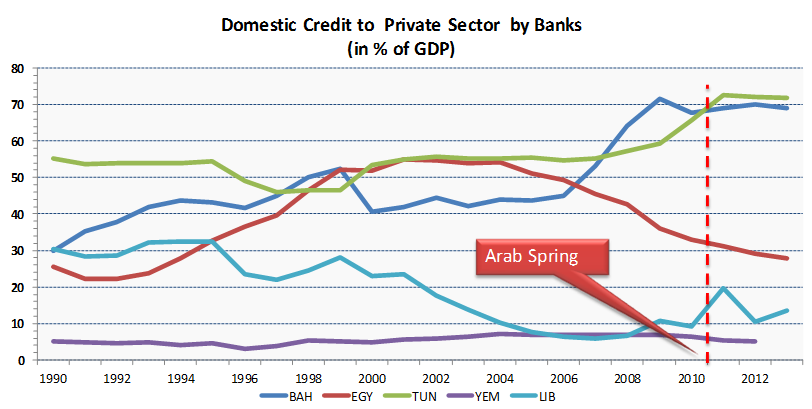 Domestic Credit to Private Sector by Banks
(in % of GDP)
80
70
60
50
40
30
20
10
0
Arab Spring
1990 1992 1994 1996 1998 2000 2002 2004 2006 2008 2010 2012
BAH EGY TUN YEM LIB